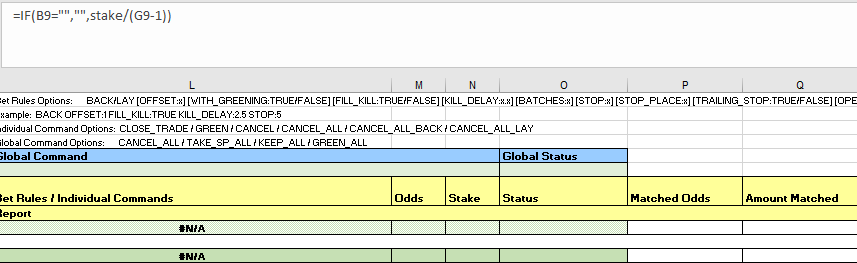 =IF(B9="","",stake/(G9-1))
L M N O P Q
Bet Rules Options: BACK/LAY [OFFSET:x] [WITH_GREENING:TRUE/FALSE] [FILL_KILL:TRUE/FALSE] [KILL_DELAY:x.x] [BATCHES:x] [STOP:x] [STOP_PLACE:x] [TRAILING_STOP:TRUE/FALSE] [OPE
Example: BACK OFFSET:1 FILL_KILL:TRUE KILL_DELAY:2.5 STOP:5
Individual Command Options: CLOSE_TRADE / GREEN / CANCEL / CANCEL_ALL / CANCEL_ALL_BACK / CANCEL_ALL_LAY
Global Command Options: CANCEL_ALL / TAKE_SP_ALL / KEEP_ALL / GREEN_ALL
Global Command Global Status
Bet Rules / Individual Commands Odds Stake Status Matched Odds Amount Matched
Report
#N/A
#N/A